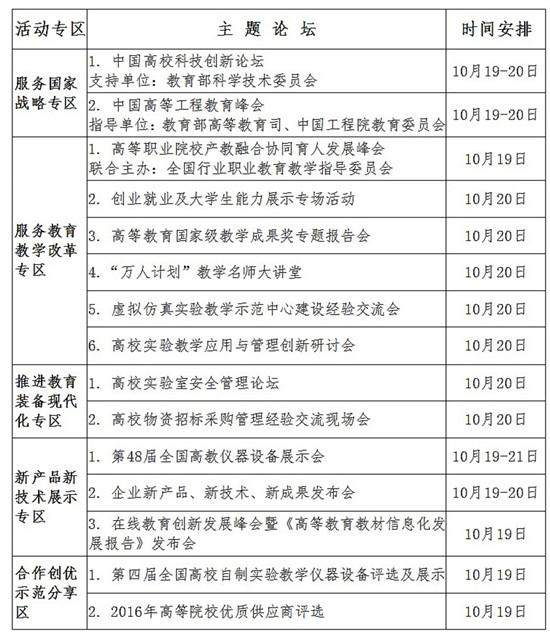 活动专区 主题论坛 时间安排
服务国家
战略专区
1. 中国高校科技创新论坛
支持单位：教育部科学技术委员会
10月19-20日
2. 中国高等工程教育峰会
指导单位：教育部高等教育司、中国工程院教育委员会
10月19-20日
服务教育
教学改革
专区
1. 高等职业院校产教融合协同育人发展峰会
联合主办：全国行业职业教育教学指导委员会
10月19日
2. 创业就业及大学生能力展示专场活动 10月20日
3. 高等教育国家级教学成果奖专题报告会 10月20日
4.“万人计划”教学名师大讲堂 10月20日
5. 虚拟仿真实验教学示范中心建设经验交流会 10月20日
6. 高校实验教学应用与管理创新研讨会 10月20日
推进教育
装备现代
化专区
1. 高校实验室安全管理论坛 10月20日
2. 高校物资招标采购管理经验交流现场会 10月20日
新产品新
技术展示
专区
1. 第48届全国高教仪器设备展示会 10月19-21日
2. 企业新产品、新技术、新成果发布会 10月19-20日
3. 在线教育创新发展峰会暨《高等教育教材信息化发
展报告》发布会
10月19日
合作创优
示范分享
区
1. 第四届全国高校自制实验教学仪器设备评选及展示 10月19日
2. 2016年高等院校优质供应商评选 10月19日